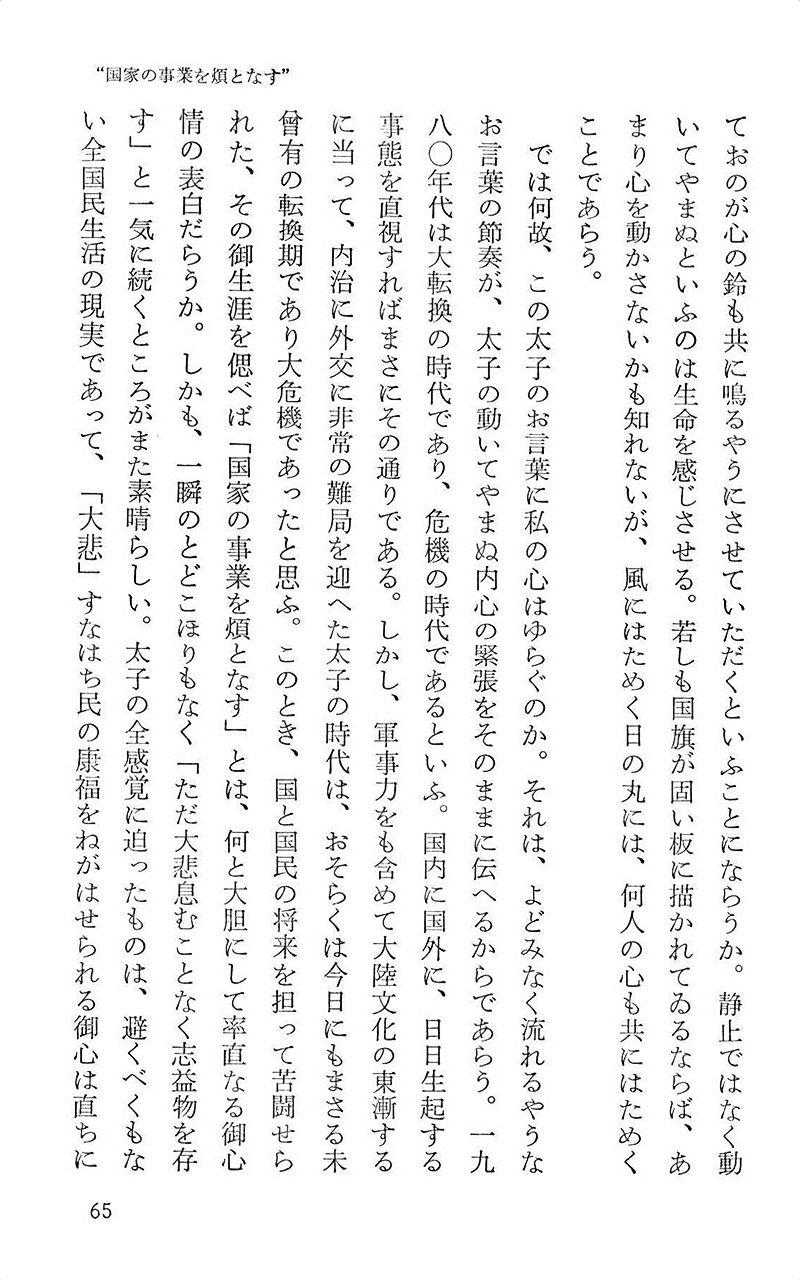 “国家の事業を煩となす”
ておのが心の鈴も共に鳴るやうにさせていただくといふことにならうか。静止ではなく動
いてやまぬといふのは生命を感じさせる。若しも国旗が固い板に描かれてゐるならば、あ
まり心を動かさないかも知れないが、風にはためく日の丸には、何人の心も共にはためく
ことであらう。
では何故、この太子のお言葉に私の心はゆらぐのか。それは、よどみなく流れるやうな
お言葉の節奏が、太子の動いてやまぬ内心の緊張をそのままに伝へるからであらう。一九
八〇年代は大転換の時代であり、危機の時代であるといふ。国内に国外に、日日生起する
事態を直視すればまさにその通りである。しかし、軍事力をも含めて大陸文化の東漸する
に当って、内治に外交に非常の難局を迎へた太子の時代は、おそらくは今日にもまさる未
曾有の転換期であり大危機であったと思ふ。このとき、国と国民の将来を担って苦闘せら
れた、その御生涯を偲べば「国家の事業を煩となす」とは、何と大胆にして率直なる御心
情の表白だらうか。しかも、一瞬のとどこほりもなく「ただ大悲息むことなく志益物を存
す」と一気に続くところがまた素晴らしい。太子の全感覚に迫ったものは、避くべくもな
い全国民生活の現実であって、「大悲」すなはち民の康福をねがはせられる御心は直ちに
65